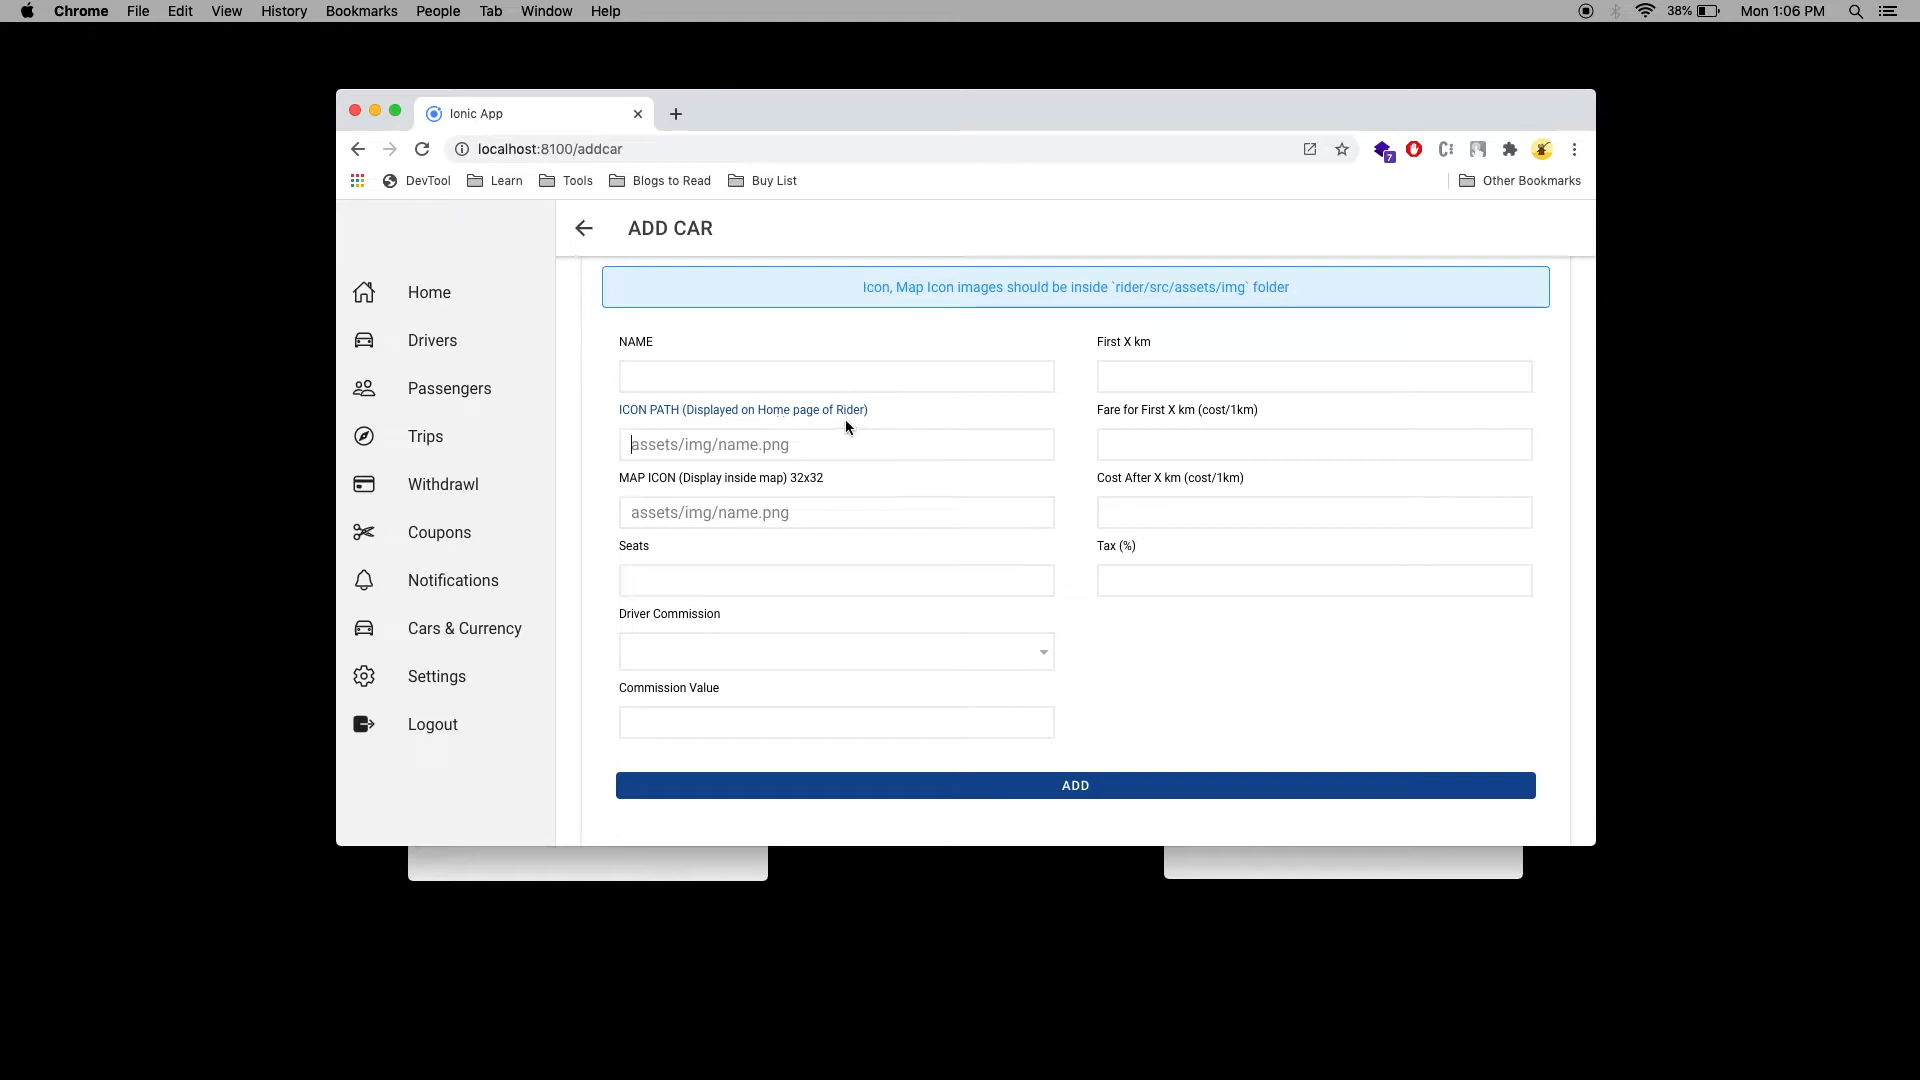 Chrome File Edit View History Bookmarks People Tab Window Help
38% Mon 1:06 PM
Ionic App
localhost:8100/addcar
7
DevTool Learn Tools Blogs to Read Buy List Other Bookmarks
ADD CAR
Home
Drivers
Passengers
Trips
Withdrawl
Coupons
Notifications
Cars & Currency
Settings
Logout
Icon, Map Icon images should be inside `rider/src/assets/img` folder
NAME
ICON PATH (Displayed on Home page of Rider)
assets/img/name.png
MAP ICON (Display inside map) 32x32
assets/img/name.png
Seats
Driver Commission
Commission Value
First X km
Fare for First X km (cost/1km)
Cost After X km (cost/1km)
Tax (%)
ADD